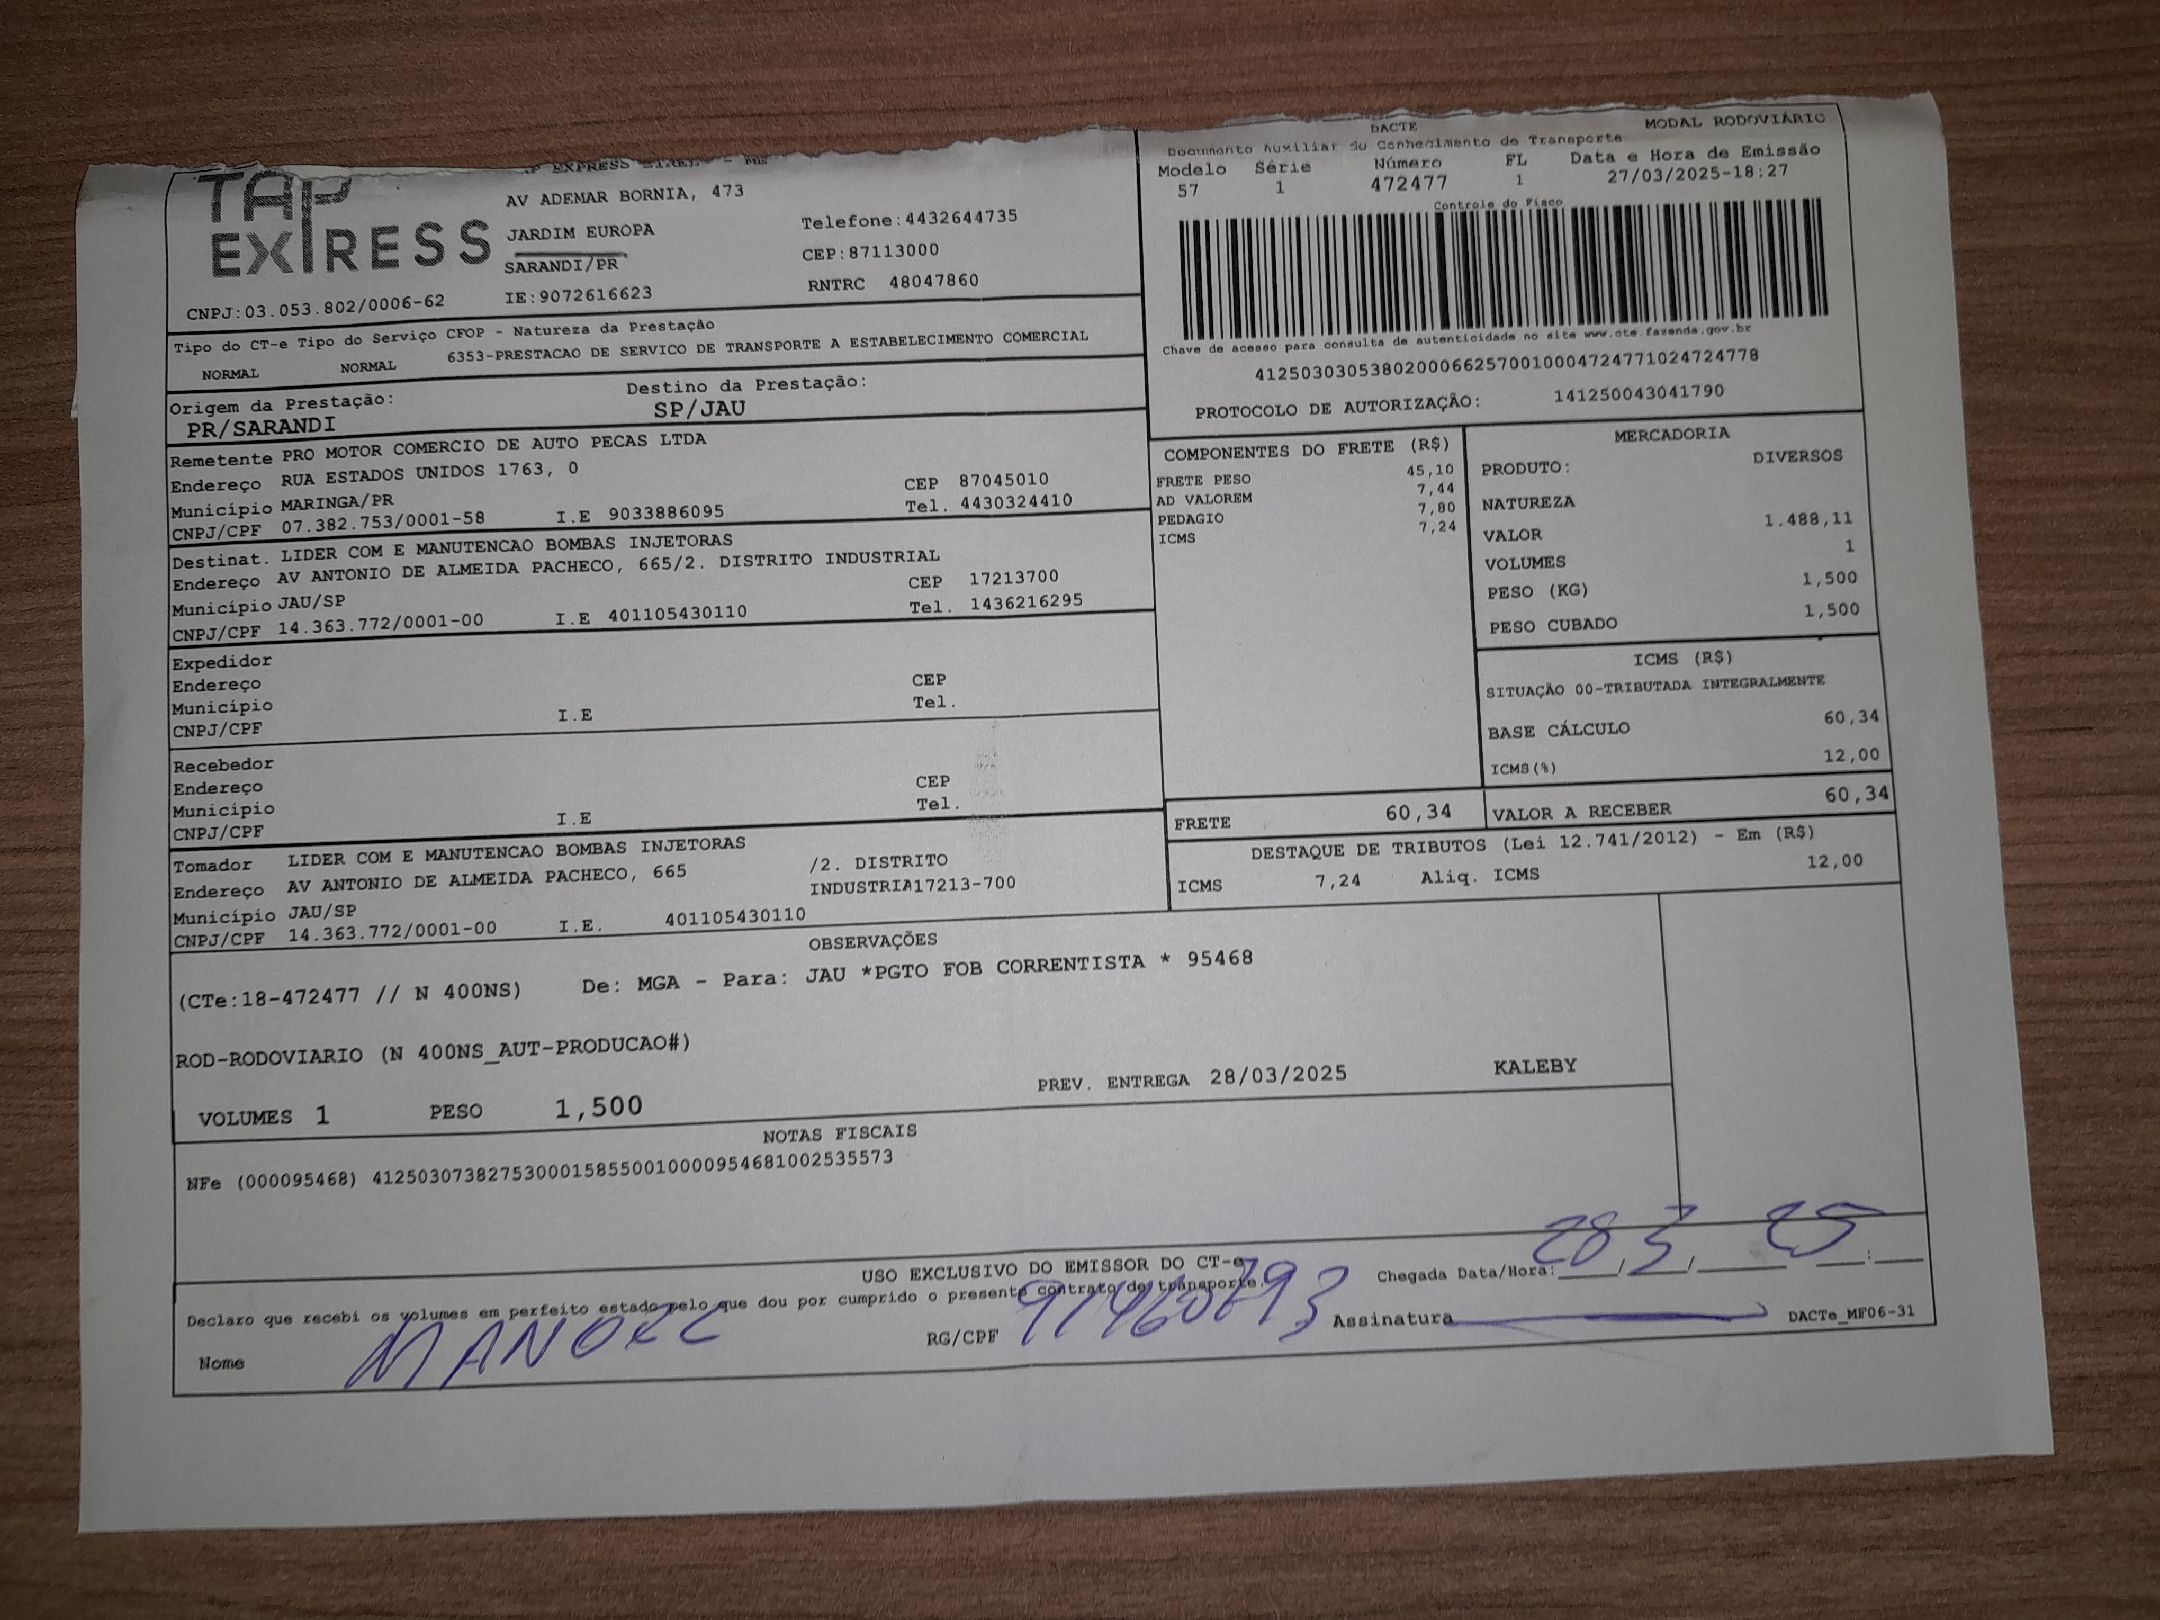 TAP EXPRESS
AV ADEMAR BORNIA, 473
JARDIM EUROPA
SARANDI/PR
Telefone:4432644735
CEP:87113000
RNTRC 48047860
CNPJ:03.053.802/0006-62 IE:9072616623
DACTE MODAL RODOVIÁRIO
Documento Auxiliar do Conhecimento de Transporte
Modelo Série Número FL Data e Hora de Emissão
57 1 472477 1 27/03/2025-18:27
Controle do Fisco
Chave de acesso para consulta de autenticidade no site www.cte.fazenda.gov.br
41250303053802000662570010004724771024724778
PROTOCOLO DE AUTORIZAÇÃO: 141250043041790
Tipo do CT-e Tipo do Serviço CFOP - Natureza da Prestação
NORMAL NORMAL 6353-PRESTACAO DE SERVICO DE TRANSPORTE A ESTABELECIMENTO COMERCIAL
Origem da Prestação: Destino da Prestação:
PR/SARANDI SP/JAU
Remetente PRO MOTOR COMERCIO DE AUTO PECAS LTDA
Endereço RUA ESTADOS UNIDOS 1763, 0 CEP 87045010
Município MARINGA/PR Tel. 4430324410
CNPJ/CPF 07.382.753/0001-58 I.E 9033886095
Destinat. LIDER COM E MANUTENCAO BOMBAS INJETORAS
Endereço AV ANTONIO DE ALMEIDA PACHECO, 665/2. DISTRITO INDUSTRIAL
Município JAU/SP CEP 17213700
CNPJ/CPF 14.363.772/0001-00 I.E 401105430110 Tel. 1436216295
Expedidor
Endereço CEP
Município Tel.
CNPJ/CPF I.E
Recebedor
Endereço CEP
Município Tel.
CNPJ/CPF I.E
Tomador LIDER COM E MANUTENCAO BOMBAS INJETORAS
Endereço AV ANTONIO DE ALMEIDA PACHECO, 665 /2. DISTRITO
INDUSTRIA17213-700
Município JAU/SP
CNPJ/CPF 14.363.772/0001-00 I.E. 401105430110
COMPONENTES DO FRETE (R$)
FRETE PESO 45,10
AD VALOREM 7,44
PEDAGIO 7,80
ICMS 7,24
MERCADORIA
PRODUTO: DIVERSOS
NATUREZA
VALOR 1.488,11
VOLUMES 1
PESO (KG) 1,500
PESO CUBADO 1,500
ICMS (R$)
SITUAÇÃO 00-TRIBUTADA INTEGRALMENTE
BASE CÁLCULO 60,34
ICMS(%) 12,00
FRETE 60,34 VALOR A RECEBER 60,34
DESTAQUE DE TRIBUTOS (Lei 12.741/2012) - Em (R$)
ICMS 7,24 Aliq. ICMS 12,00
OBSERVAÇÕES
(CTe:18-472477 // N 400NS) De: MGA - Para: JAU *PGTO FOB CORRENTISTA * 95468
ROD-RODOVIARIO (N 400NS_AUT-PRODUCAO#)
PREV. ENTREGA 28/03/2025 KALEBY
VOLUMES 1 PESO 1,500
NOTAS FISCAIS
NFe (000095468) 41250307382753000158550010000954681002535573
USO EXCLUSIVO DO EMISSOR DO CT-e
Chegada Data/Hora: 28, 3, 25 :
Declaro que recebi os volumes em perfeito estado pelo que dou por cumprido o presente contrato de transporte.
Nome MANOEL RG/CPF Assinatura DACTe_MF06-31